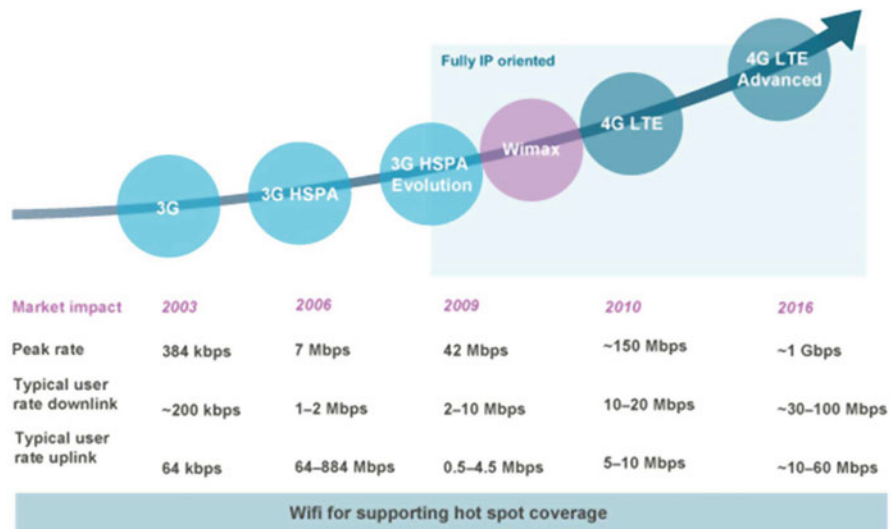 Fully IP oriented
4G LTE
Advanced
4G LTE
Wimax
3G HSPA
Evolution
3G HSPA
3G
Market impact 2003 2006 2009 2010 2016
Peak rate 384 kbps 7 Mbps 42 Mbps ~150 Mbps ~1 Gbps
Typical user
rate downlink ~200 kbps 1–2 Mbps 2–10 Mbps 10–20 Mbps ~30–100 Mbps
Typical user
rate uplink 64 kbps 64–884 Mbps 0.5–4.5 Mbps 5–10 Mbps ~10–60 Mbps
Wifi for supporting hot spot coverage